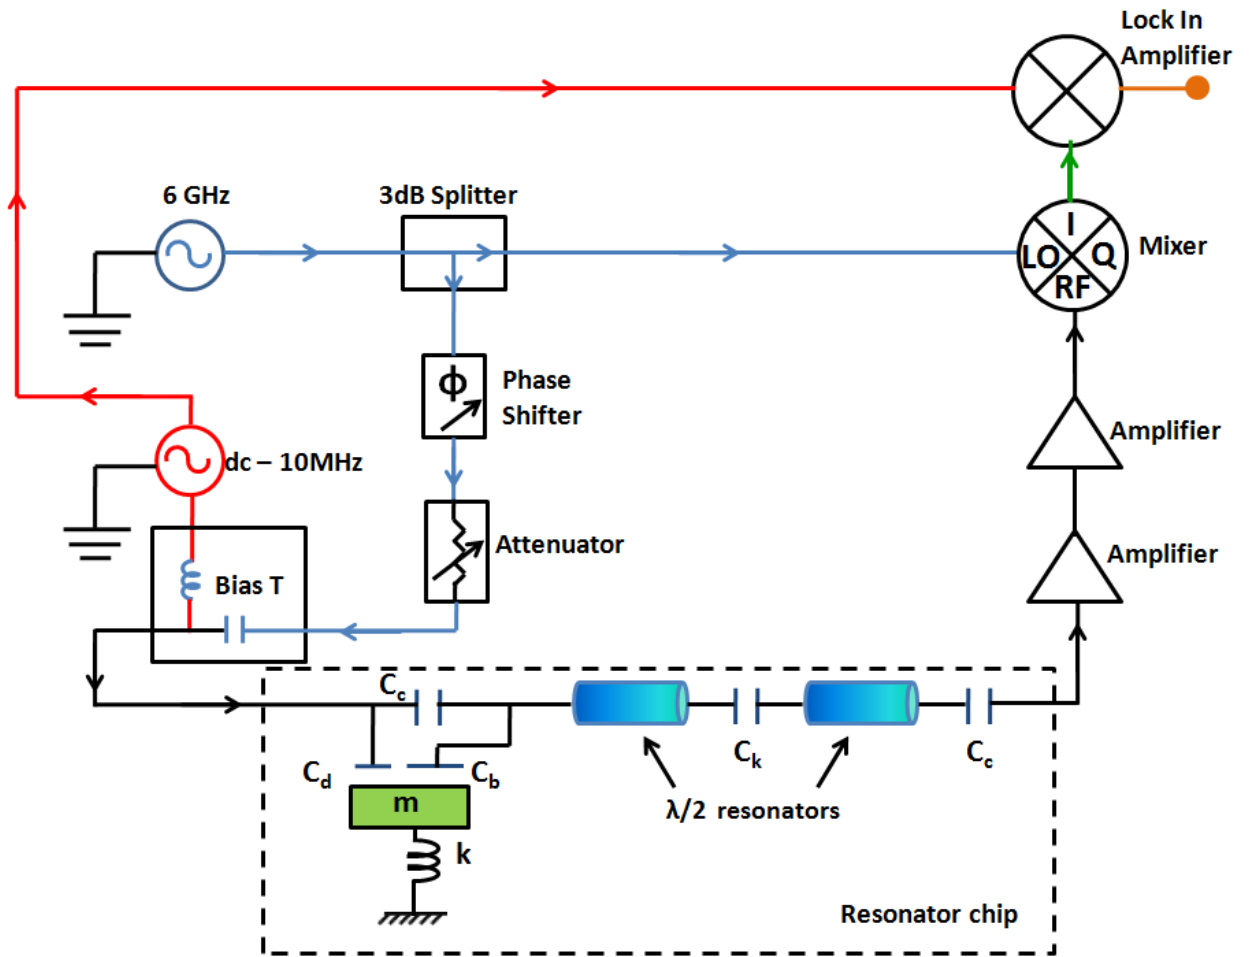 Lock In
Amplifier
6 GHz
3dB Splitter
I
LO
Q
RF
Mixer
Φ
Phase
Shifter
dc – 10MHz
Amplifier
Attenuator
Amplifier
Bias T
Cc
Cd
Cb
m
k
Ck
Cc
λ/2 resonators
Resonator chip